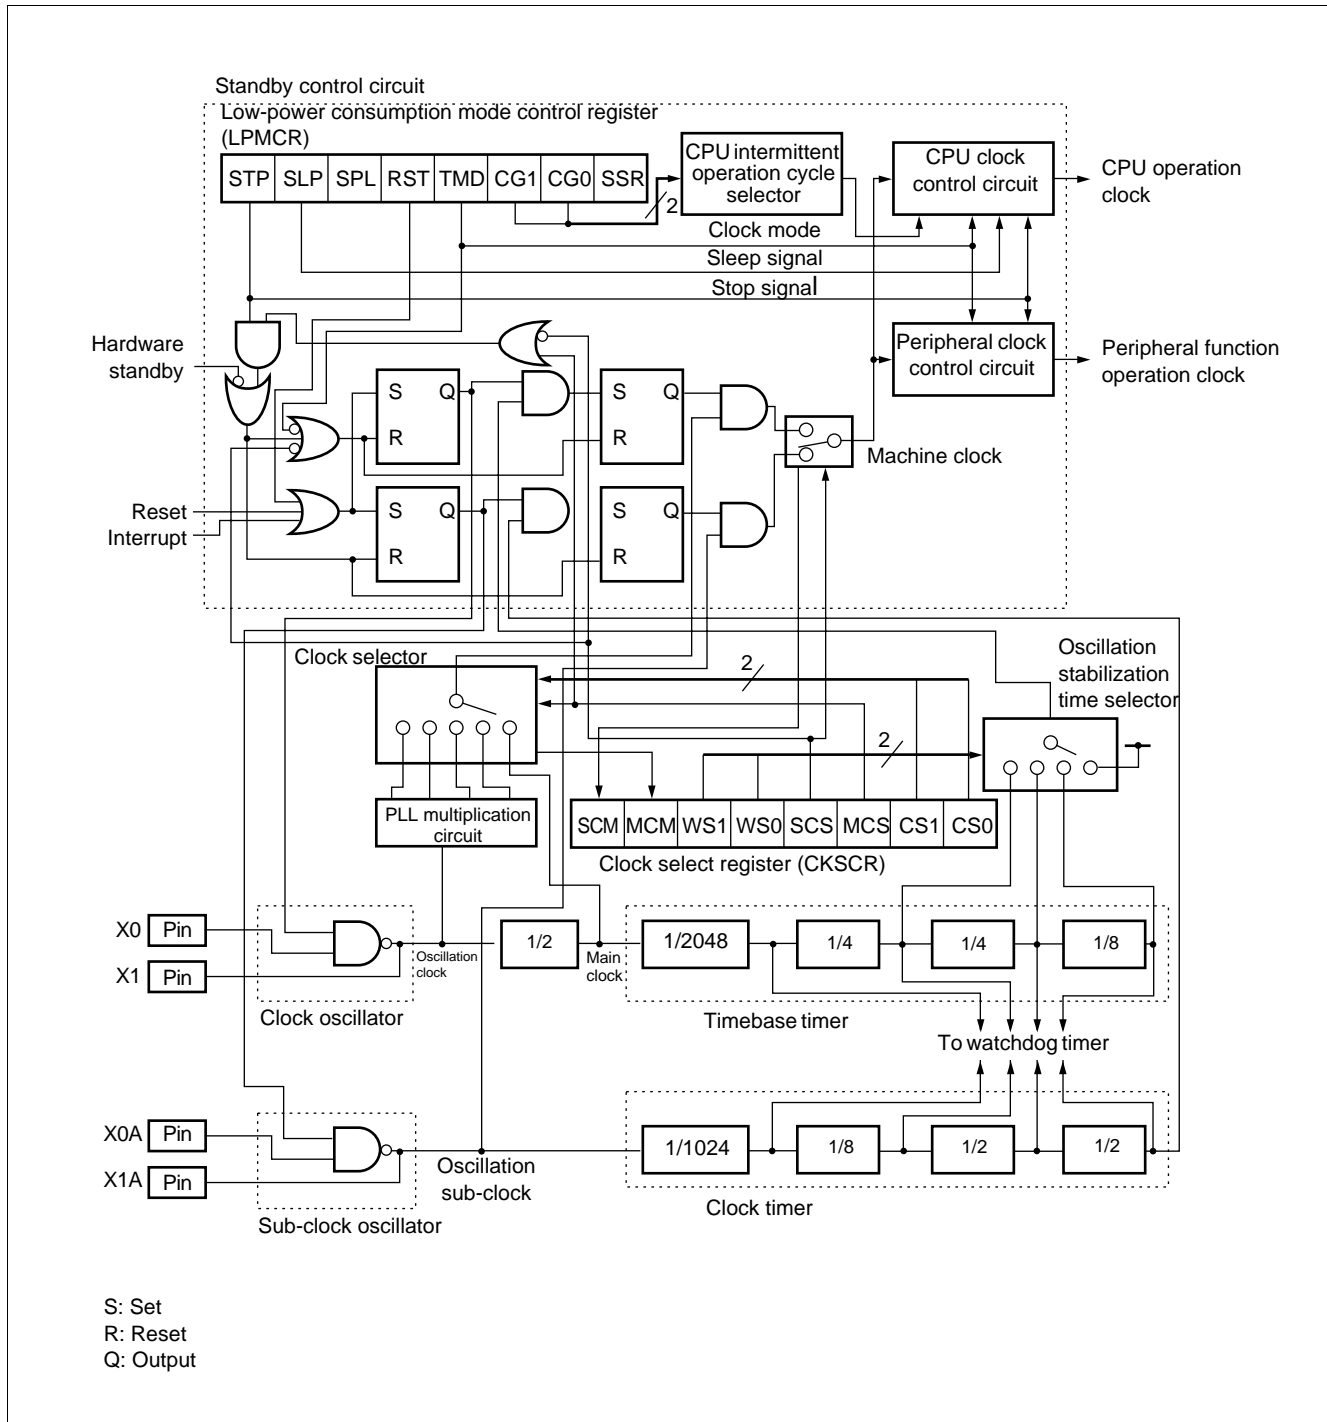 Standby control circuit
Low-power consumption mode control register
(LPMCR)
STP SLP SPL RST TMD CG1 CG0 SSR
2
CPU intermittent
operation cycle
selector
CPU clock
control circuit
CPU operation
clock
Clock mode
Sleep signal
Stop signal
Hardware
standby
Peripheral clock
control circuit
Peripheral function
operation clock
S Q
R
S Q
R
Machine clock
Reset
Interrupt
S Q
R
S Q
R
Clock selector
2
Oscillation
stabilization
time selector
2
PLL multiplication
circuit
SCM MCM WS1 WS0 SCS MCS CS1 CS0
Clock select register (CKSCR)
X0 Pin
X1 Pin
Oscillation
clock
1/2
Main
clock
1/2048
1/4
1/4
1/8
Clock oscillator
Timebase timer
To watchdog timer
X0A Pin
X1A Pin
Oscillation
sub-clock
1/1024
1/8
1/2
1/2
Clock timer
Sub-clock oscillator
S: Set
R: Reset
Q: Output